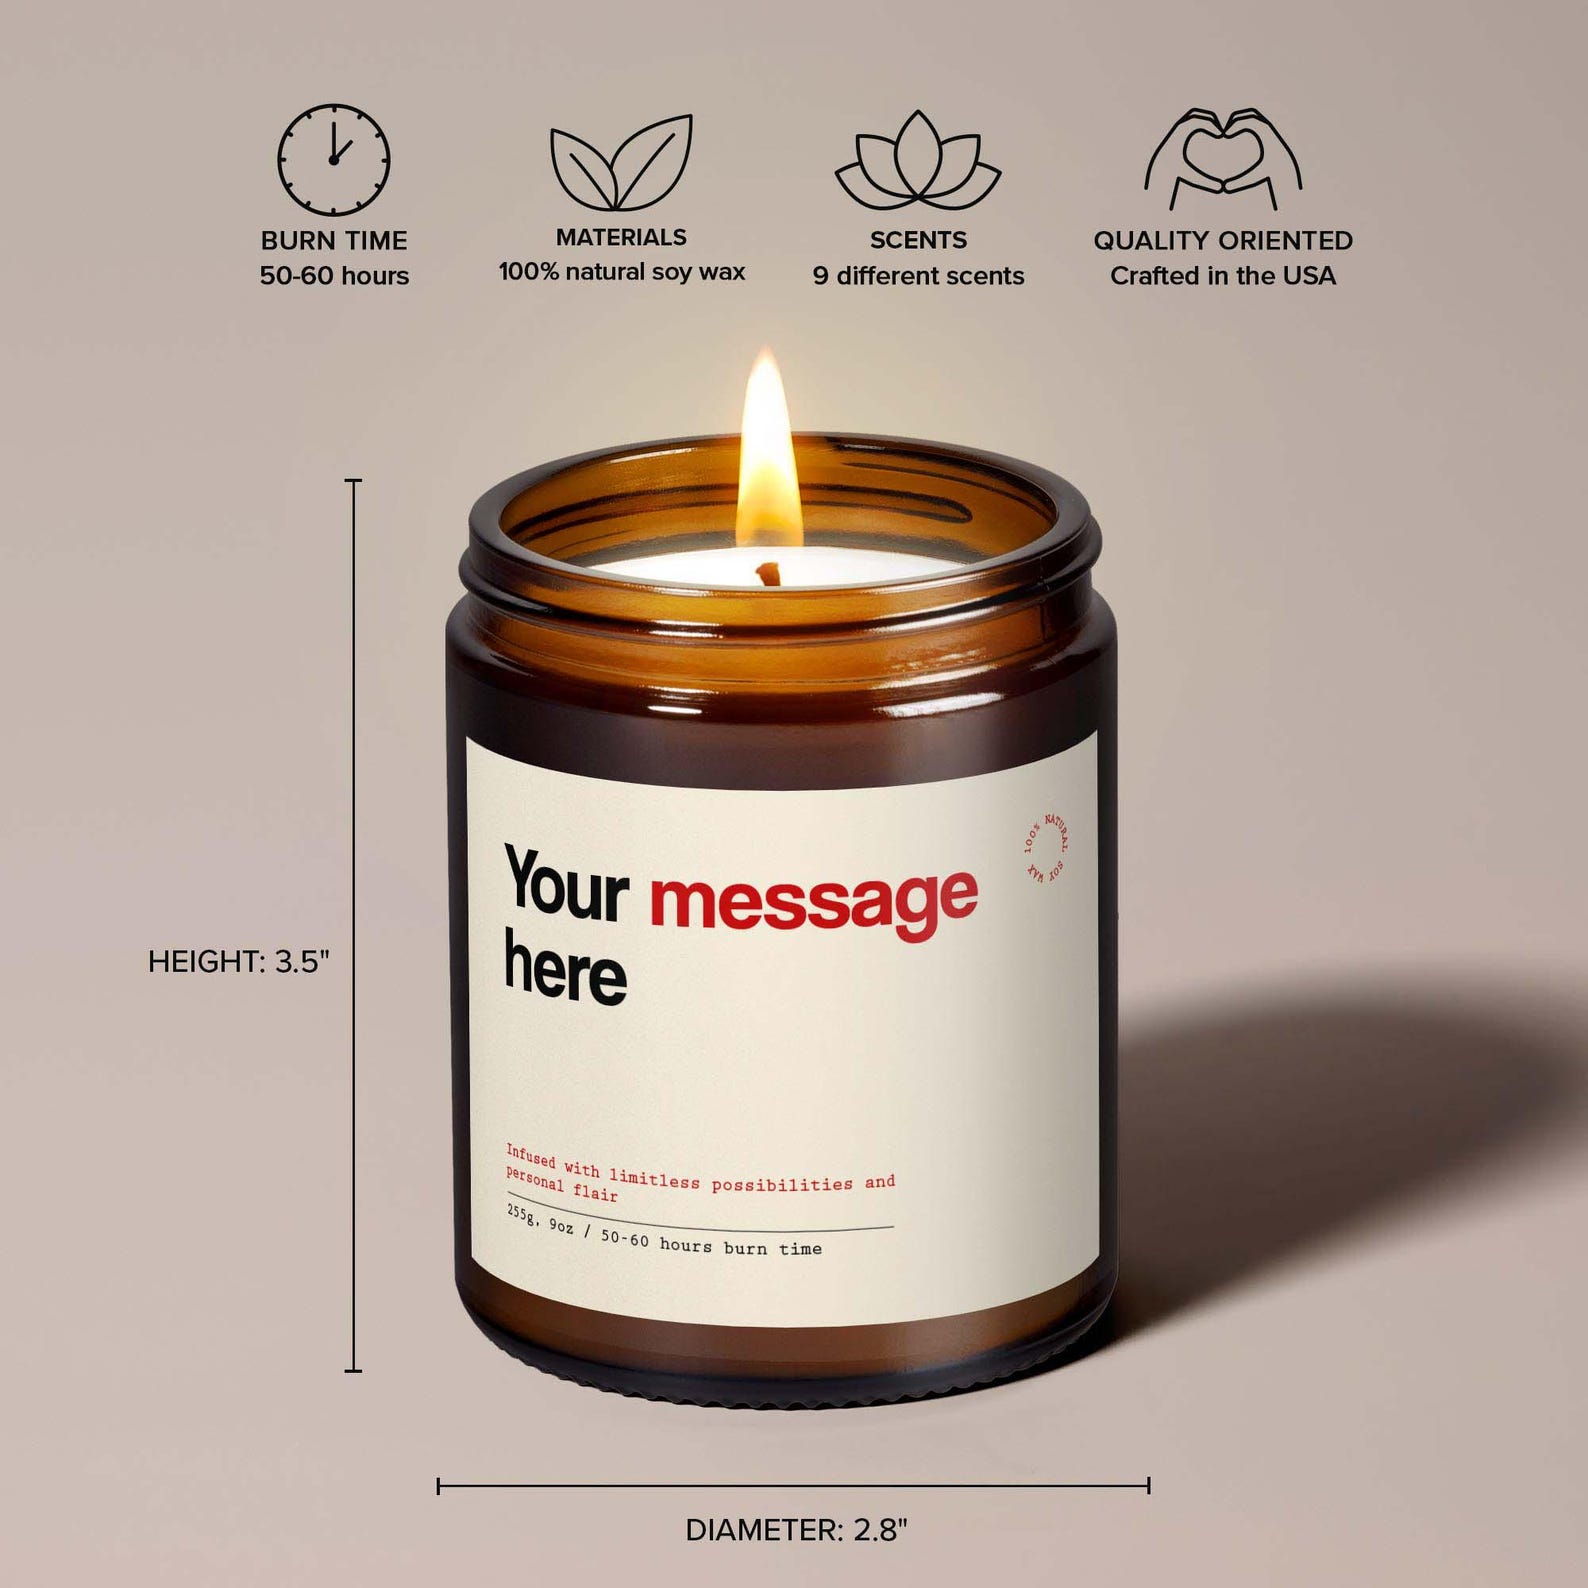 BURN TIME
50-60 hours
MATERIALS
100% natural soy wax
SCENTS
9 different scents
QUALITY ORIENTED
Crafted in the USA
HEIGHT: 3.5"
Your message
here
100% NATURAL SOY WAX
Infused with limitless possibilities and
personal flair
255g, 9oz / 50-60 hours burn time
DIAMETER: 2.8"